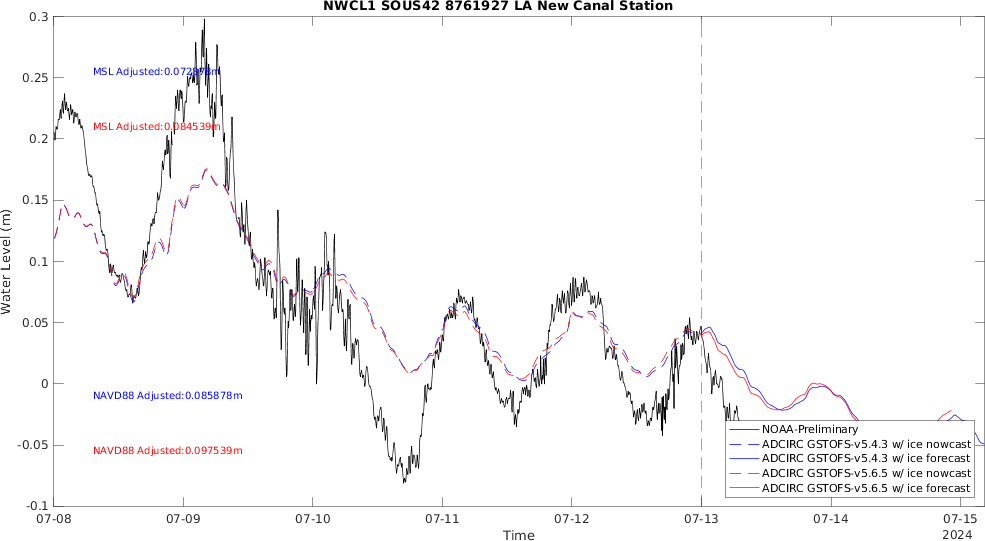 NWCL1 SOUS42 8761927 LA New Canal Station
0.3
0.25
0.2
0.15
0.1
0.05
0
-0.05
-0.1
Water Level (m)
MSL Adjusted:0.084539m
NAVD88 Adjusted:0.085878m
NAVD88 Adjusted:0.097539m
NOAA-Preliminary
ADCIRC GSTOFS-v5.4.3 w/ ice nowcast
ADCIRC GSTOFS-v5.4.3 w/ ice forecast
ADCIRC GSTOFS-v5.6.5 w/ ice nowcast
ADCIRC GSTOFS-v5.6.5 w/ ice forecast
07-08 07-09 07-10 07-11 07-12 07-13 07-14 07-15
Time
2024
MSL Adjusted: